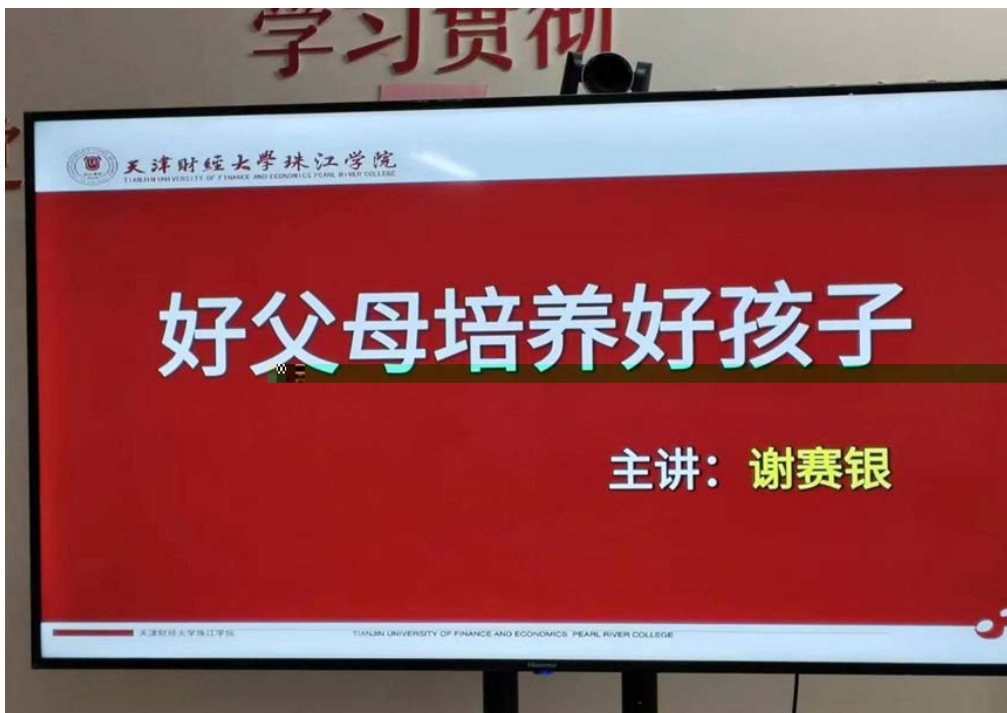 学习贯彻
天津财经大學珠江学院
TIANJIN UNIVERSITY OF FINANCE AND ECONOMICS PEARL RIVER COLLEGE
好父母培养好孩子
主讲：谢赛银
天津财经大学珠江学院
TIANJIN UNIVERSITY OF FINANCE AND ECONOMICS PEARL RIVER COLLEGE
Hisense